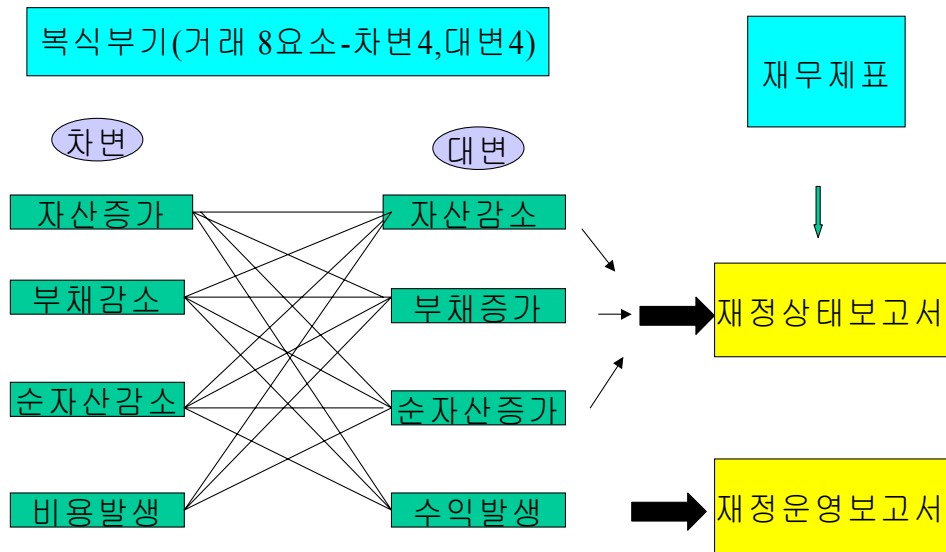 복식부기(거래 8요소-차변4,대변4)
재무제표
차변
대변
자산증가
자산감소
부채감소
부채증가
재정상태보고서
순자산감소
순자산증가
비용발생
수익발생
재정운영보고서